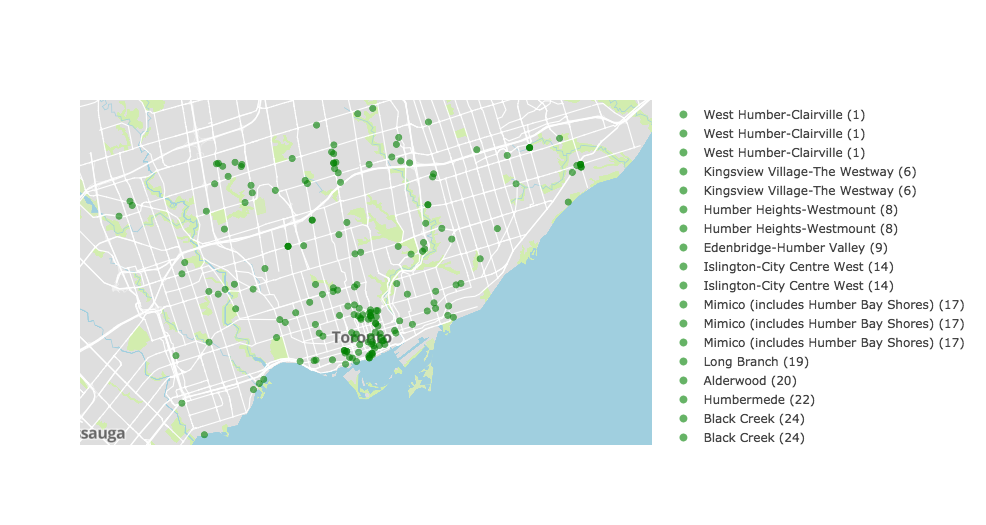 Toronto
sauga
West Humber-Clairville (1)
West Humber-Clairville (1)
West Humber-Clairville (1)
Kingsview Village-The Westway (6)
Kingsview Village-The Westway (6)
Humber Heights-Westmount (8)
Humber Heights-Westmount (8)
Edenbridge-Humber Valley (9)
Islington-City Centre West (14)
Islington-City Centre West (14)
Mimico (includes Humber Bay Shores) (17)
Mimico (includes Humber Bay Shores) (17)
Mimico (includes Humber Bay Shores) (17)
Long Branch (19)
Alderwood (20)
Humbermede (22)
Black Creek (24)
Black Creek (24)